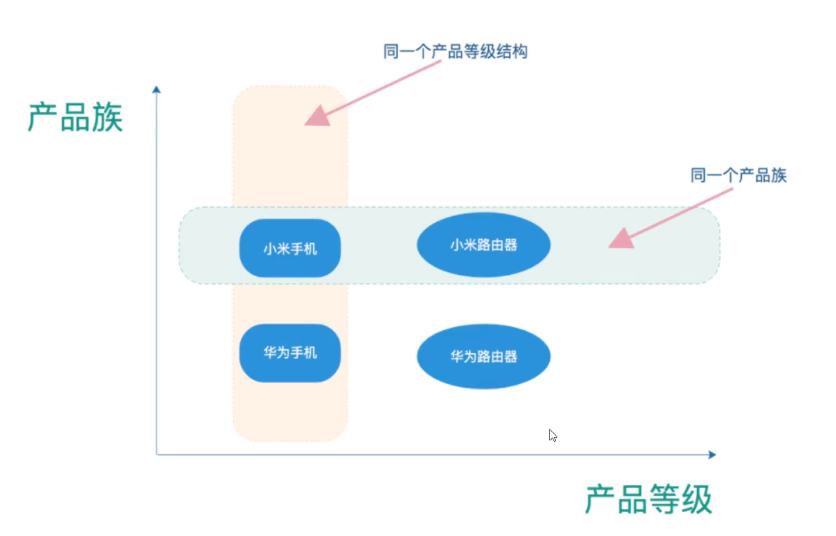 同一个产品等级结构
产品族
同一个产品族
小米手机
小米路由器
华为手机
华为路由器
产品等级